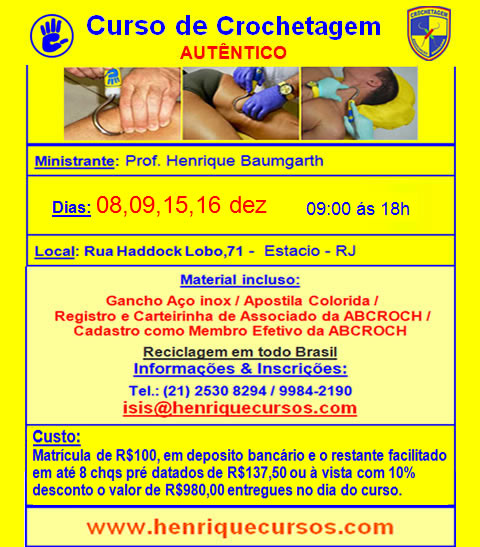 Curso de Crochetagem
AUTÊNTICO
CROCHETAGEM
Ministrante: Prof. Henrique Baumgarth
Dias: 08,09,15,16 dez 09:00 ás 18h
Local: Rua Haddock Lobo,71 - Estacio - RJ
Material incluso:
Gancho Aço inox / Apostila Colorida /
Registro e Carteirinha de Associado da ABCROCH /
Cadastro como Membro Efetivo da ABCROCH
Reciclagem em todo Brasil
Informações & Inscrições:
Tel.: (21) 2530 8294 / 9984-2190
isis@henriquecursos.com
Custo:
Matrícula de R$100, em deposito bancário e o restante facilitado
em até 8 chqs pré datados de R$137,50 ou à vista com 10%
desconto o valor de R$980,00 entregues no dia do curso.
www.henriquecursos.com